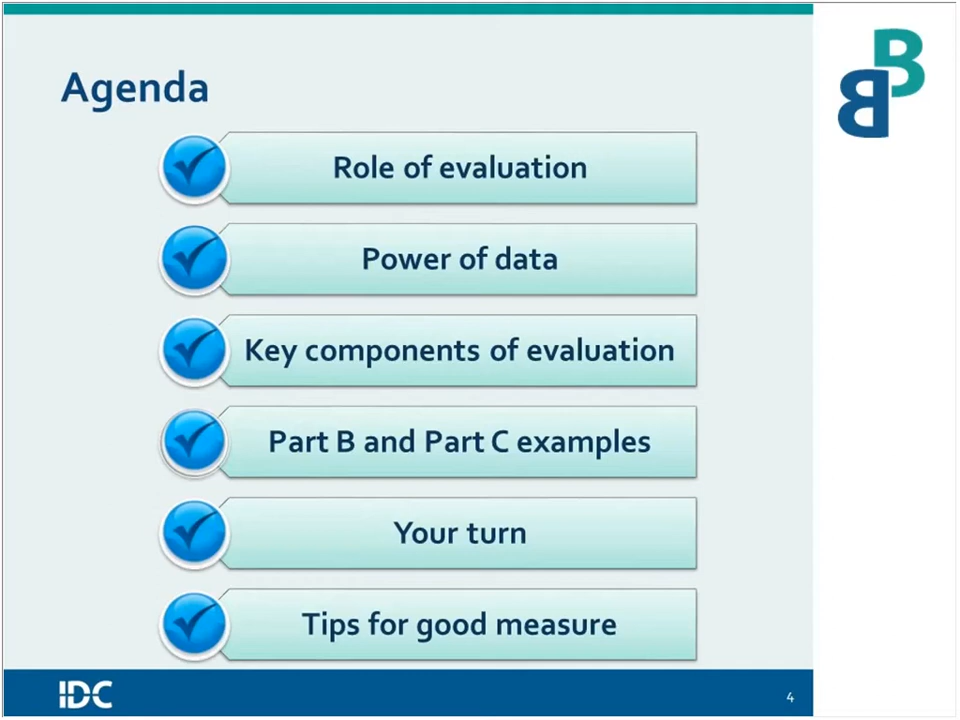 Agenda
Role of evaluation
Power of data
Key components of evaluation
Part B and Part C examples
Your turn
Tips for good measure
IDC
4
B
B